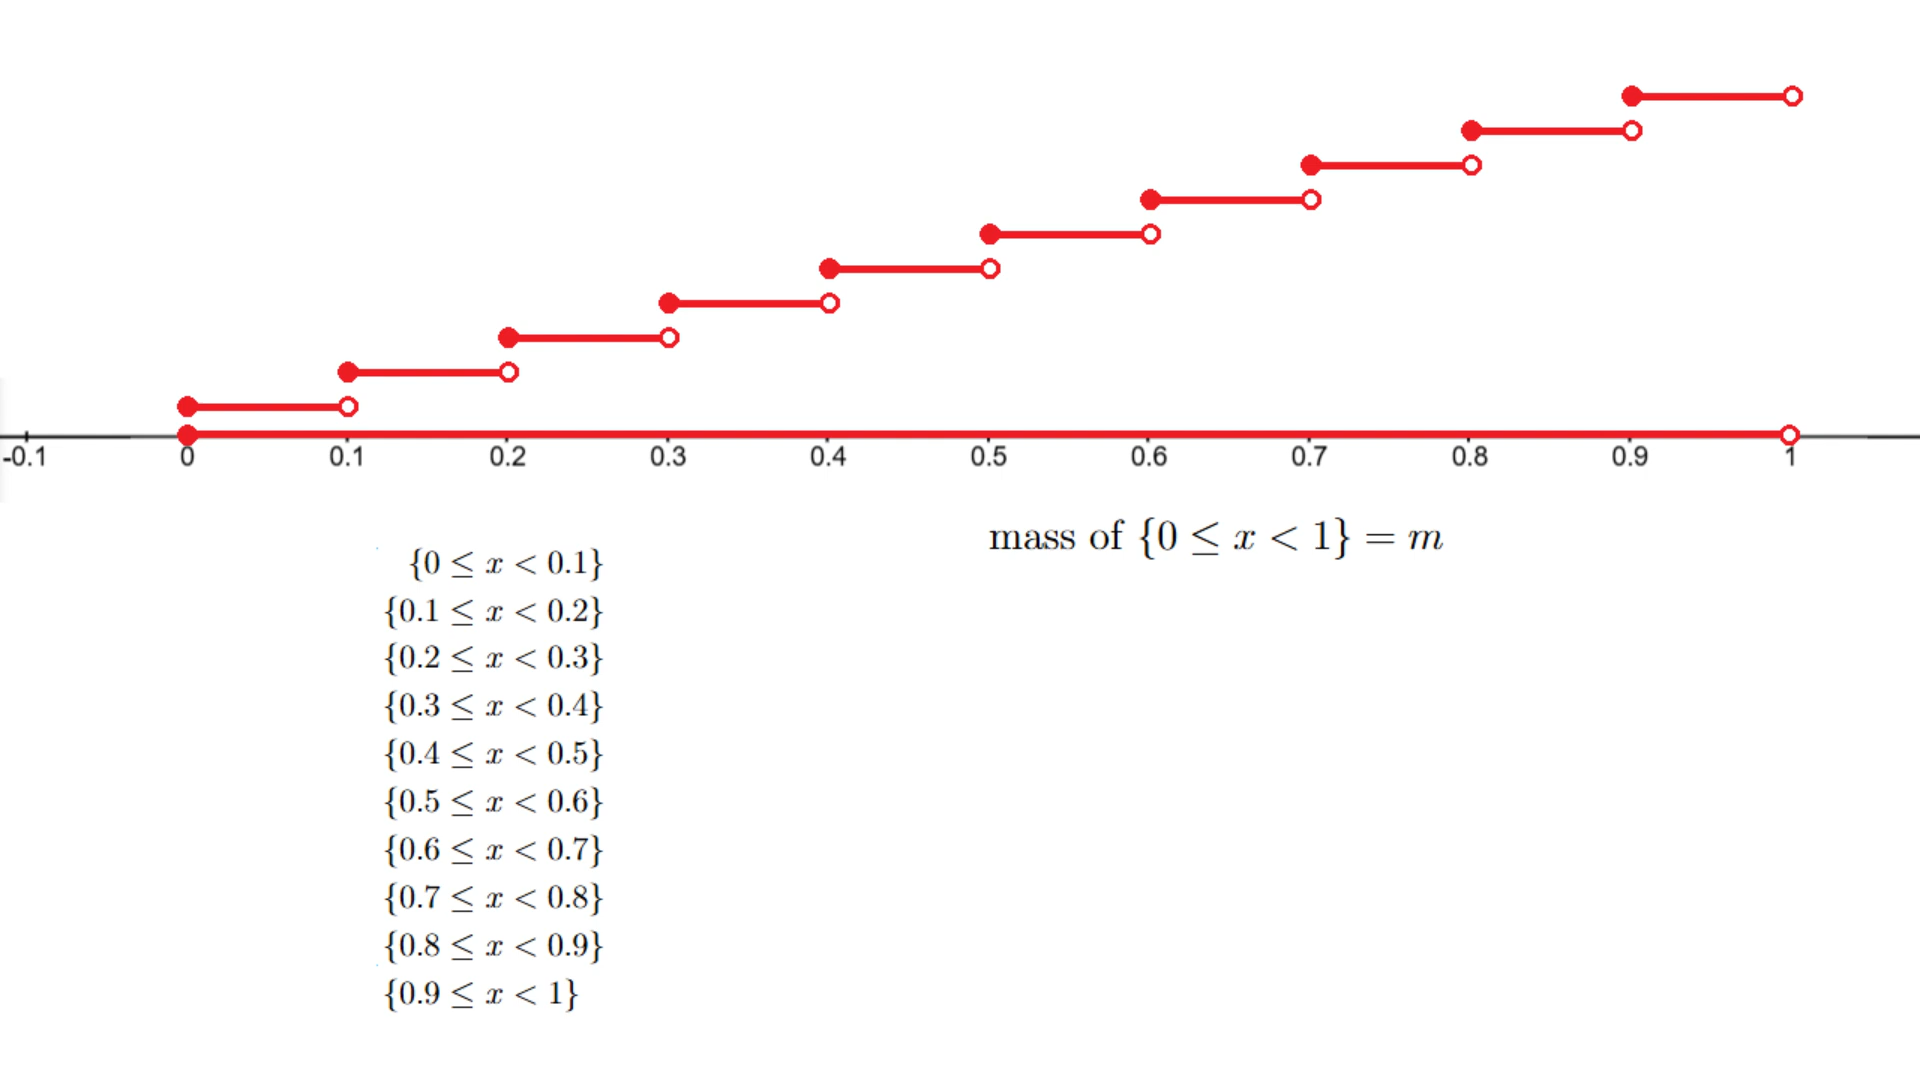 -0.1 0 0.1 0.2 0.3 0.4 0.5 0.6 0.7 0.8 0.9 1
mass of {0 ≤ x < 1} = m
{0 ≤ x < 0.1}
{0.1 ≤ x < 0.2}
{0.2 ≤ x < 0.3}
{0.3 ≤ x < 0.4}
{0.4 ≤ x < 0.5}
{0.5 ≤ x < 0.6}
{0.6 ≤ x < 0.7}
{0.7 ≤ x < 0.8}
{0.8 ≤ x < 0.9}
{0.9 ≤ x < 1}